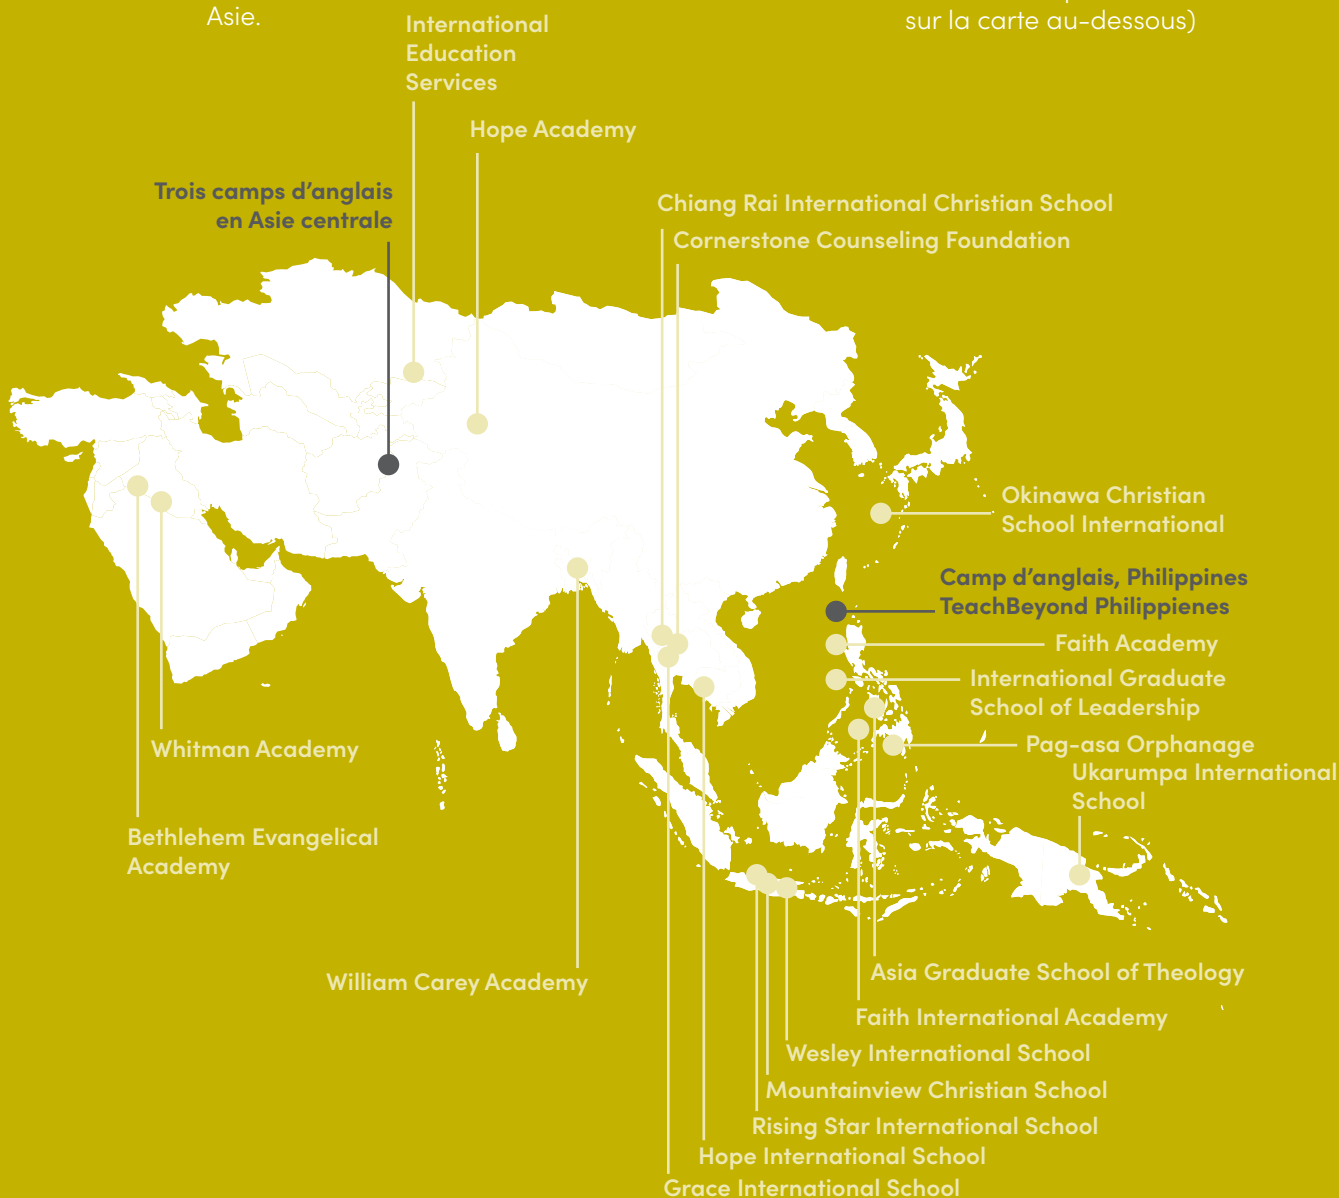 Asie.
sur la carte au-dessous)
International
Education
Services
Hope Academy
Trois camps d’anglais
en Asie centrale
Chiang Rai International Christian School
Cornerstone Counseling Foundation
Okinawa Christian
School International
Camp d’anglais, Philippines
TeachBeyond Philippienes
Faith Academy
International Graduate
School of Leadership
Pag-asa Orphanage
Ukarumpa International
School
Whitman Academy
Bethlehem Evangelical
Academy
William Carey Academy
Asia Graduate School of Theology
Faith International Academy
Wesley International School
Mountainview Christian School
Rising Star International School
Hope International School
Grace International School